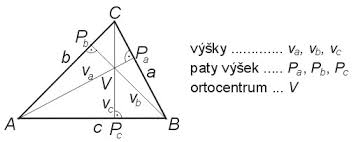 C
P_b
P_a
b
v_a
a
V
v_c
v_b
A
c
P_c
B
výšky ............. v_a, v_b, v_c
paty výšek ..... P_a, P_b, P_c
ortocentrum ... V